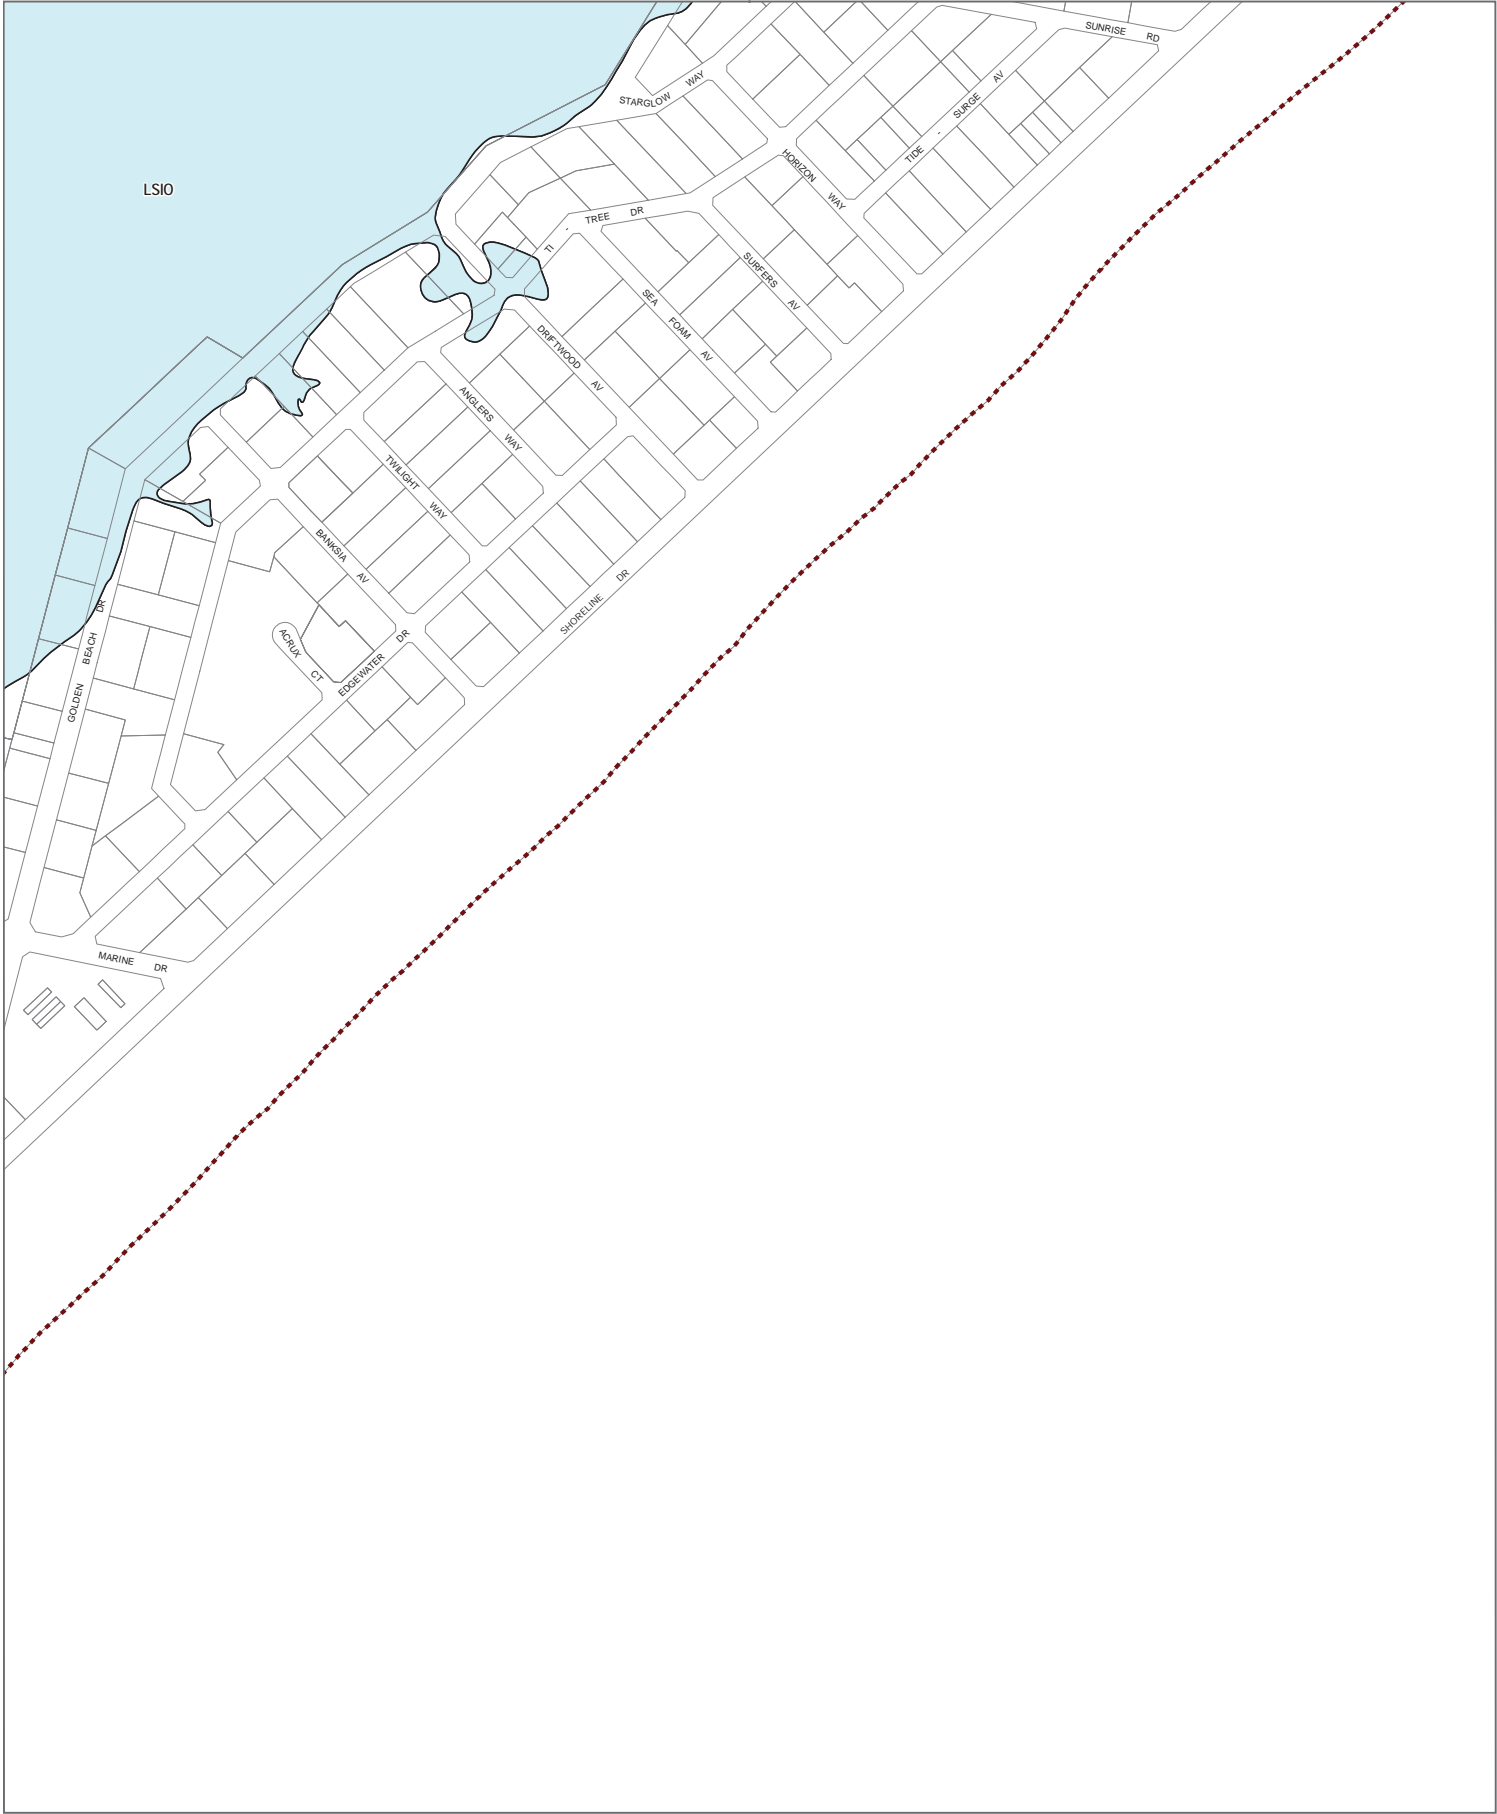 SUNRISE RD
STARGLOW WAY
TIDE - SURGE AV
HORIZON WAY
LSIO
TI - TREE DR
SURFERS AV
SEA FOAM AV
DRIFTWOOD AV
ANGLERS WAY
TWILIGHT WAY
BANKSIA AV
SHORELINE DR
GOLDEN BEACH DR
ACRUX CT
EDGEWATER DR
MARINE DR